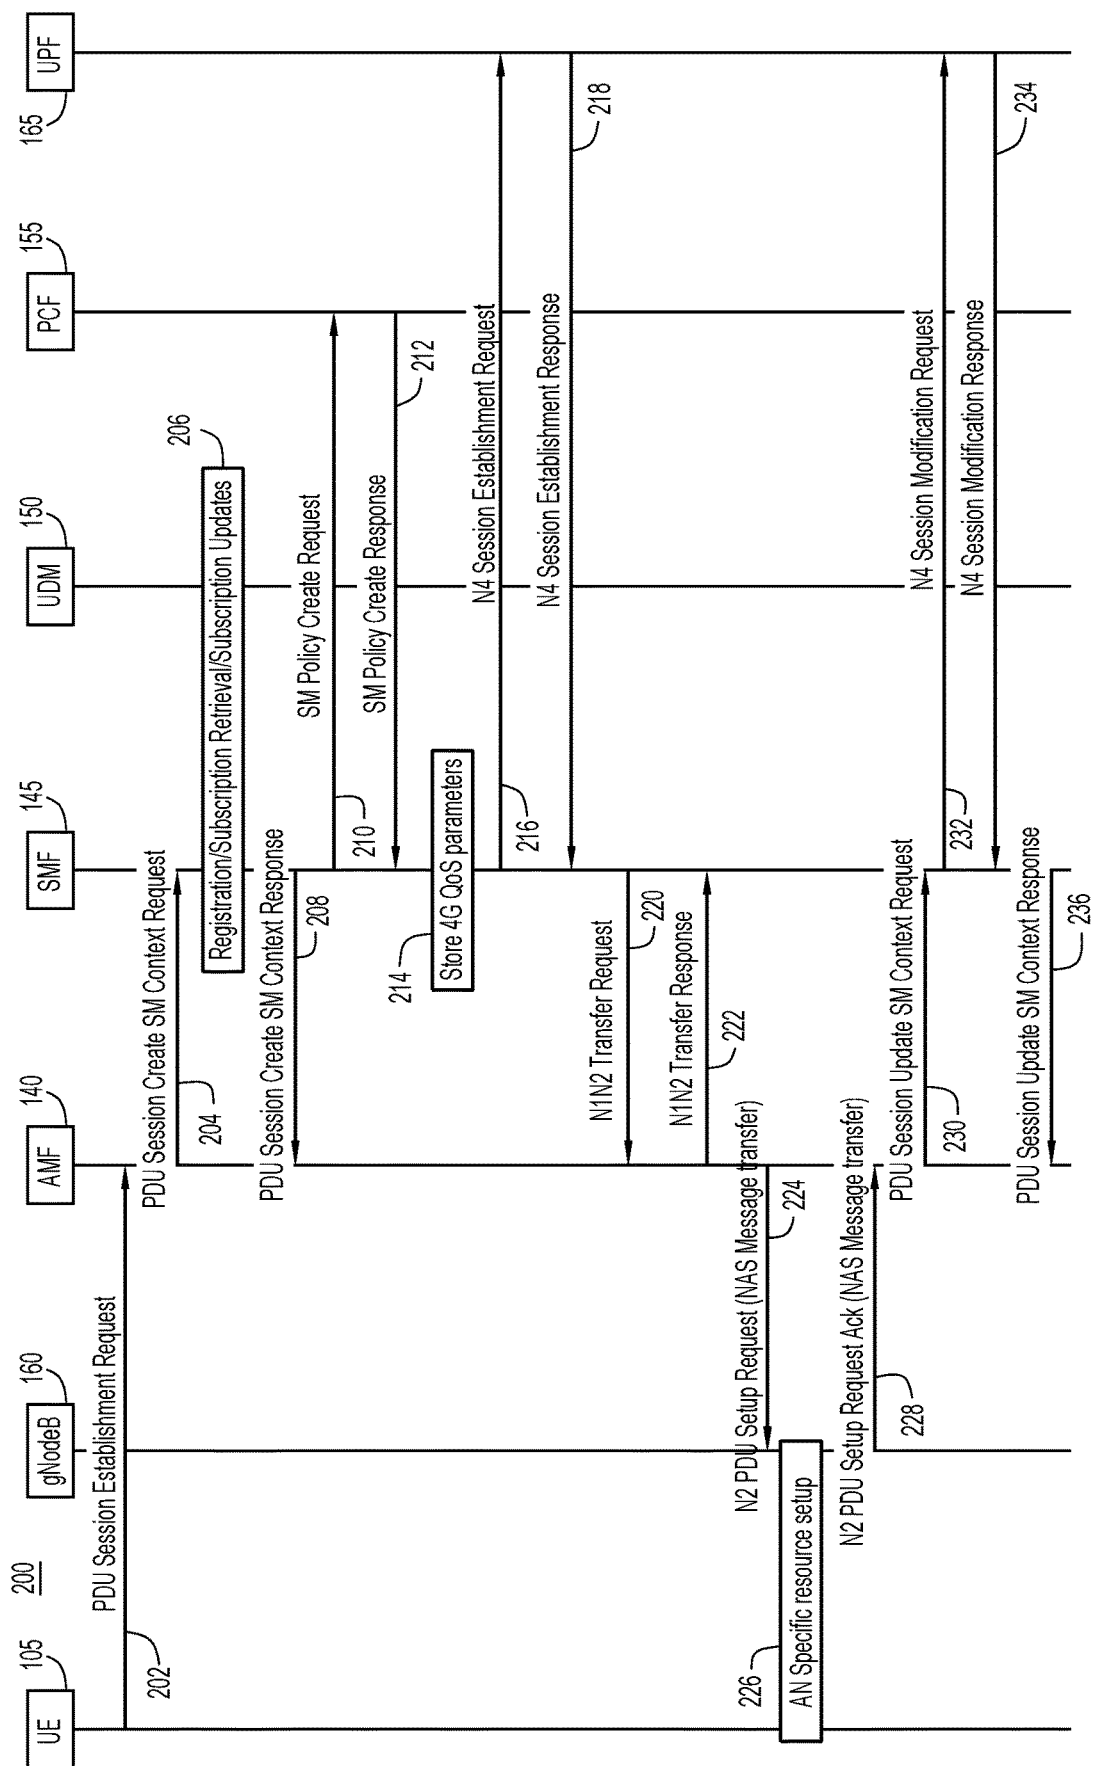 200
UE
105
gNodeB
160
AMF
140
SMF
145
UDM
150
PCF
155
UPF
165
PDU Session Establishment Request
202
PDU Session Create SM Context Request
204
206
Registration/Subscription Retrieval/Subscription Updates
PDU Session Create SM Context Response
208
SM Policy Create Request
210
SM Policy Create Response
212
214
Store 4G QoS parameters
N4 Session Establishment Request
216
N4 Session Establishment Response
218
N1N2 Transfer Request
220
N1N2 Transfer Response
222
N2 PDU Setup Request (NAS Message transfer)
224
226
AN Specific resource setup
N2 PDU Setup Request Ack (NAS Message transfer)
228
PDU Session Update SM Context Request
230
N4 Session Modification Request
232
N4 Session Modification Response
234
PDU Session Update SM Context Response
236